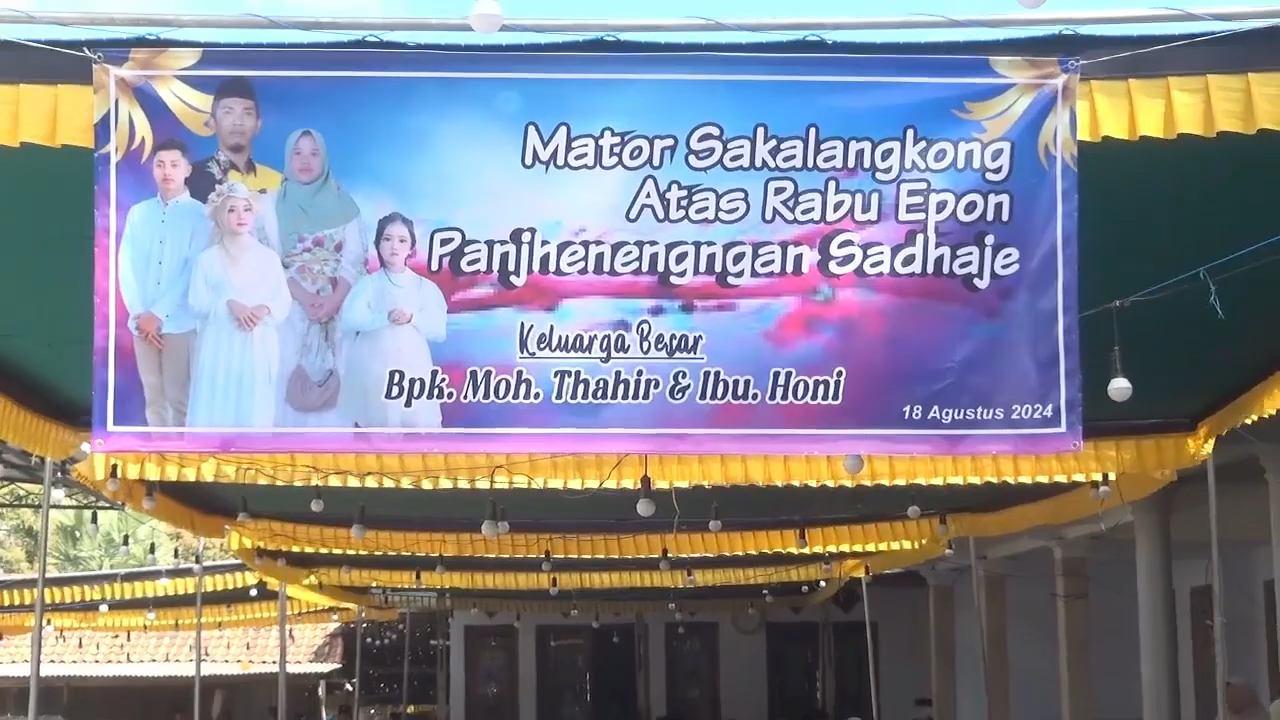 Mator Sakalangkong
Atas Rabu Epon
Panjhenengngan Sadhaje
Keluarga Besar
Bpk. Moh. Thahir & Ibu. Honi
18 Agustus 2024